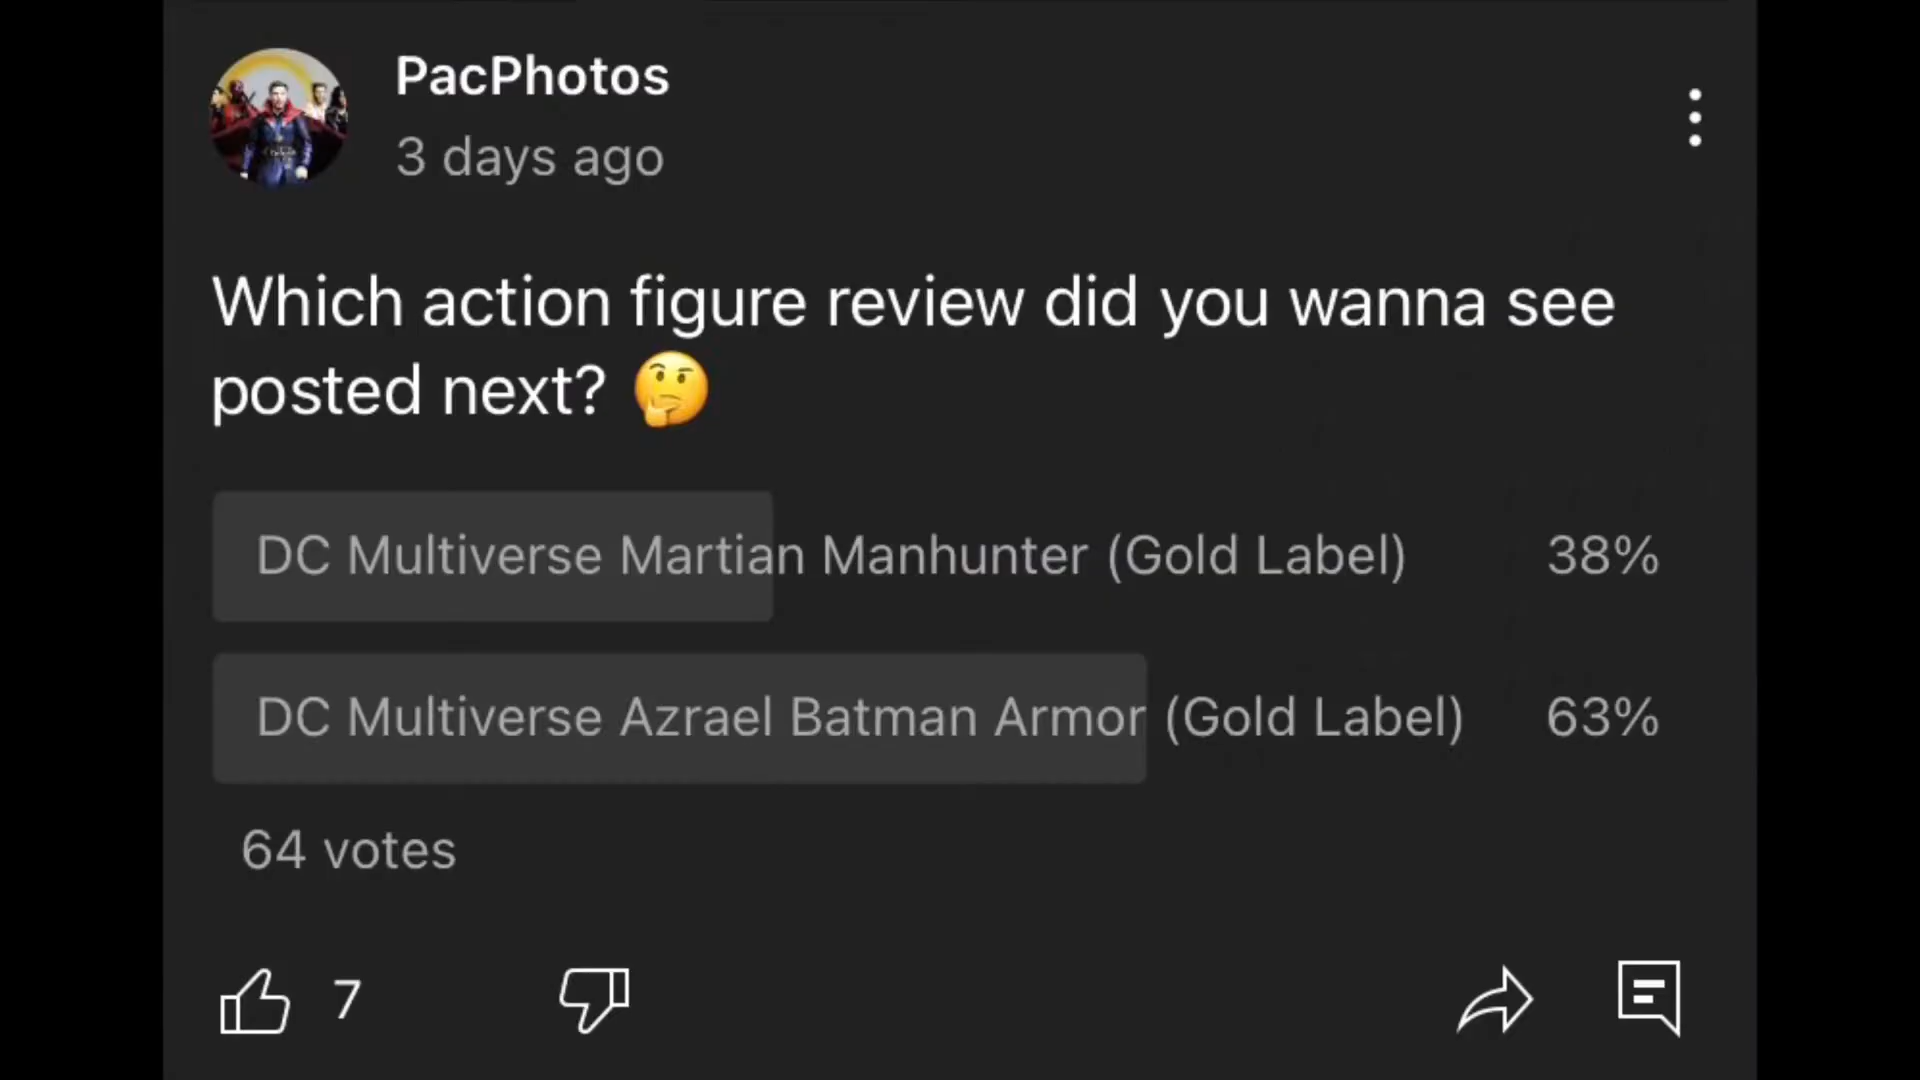 PacPhotos
3 days ago
Which action figure review did you wanna see
posted next? 🤔
DC Multiverse Martian Manhunter (Gold Label) 38%
DC Multiverse Azrael Batman Armor (Gold Label) 63%
64 votes
7